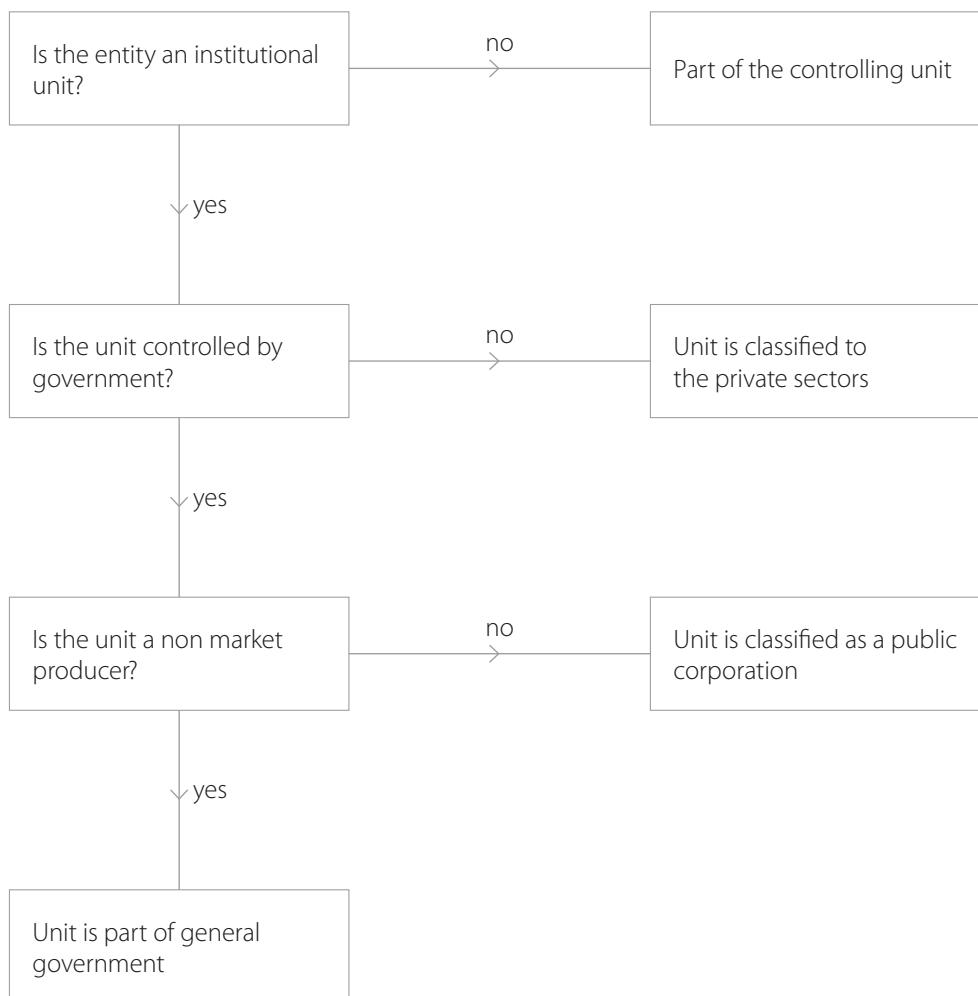 Is the entity an institutional
unit?
no
Part of the controlling unit
yes
Is the unit controlled by
government?
no
Unit is classified to
the private sectors
yes
Is the unit a non market
producer?
no
Unit is classified as a public
corporation
yes
Unit is part of general
government